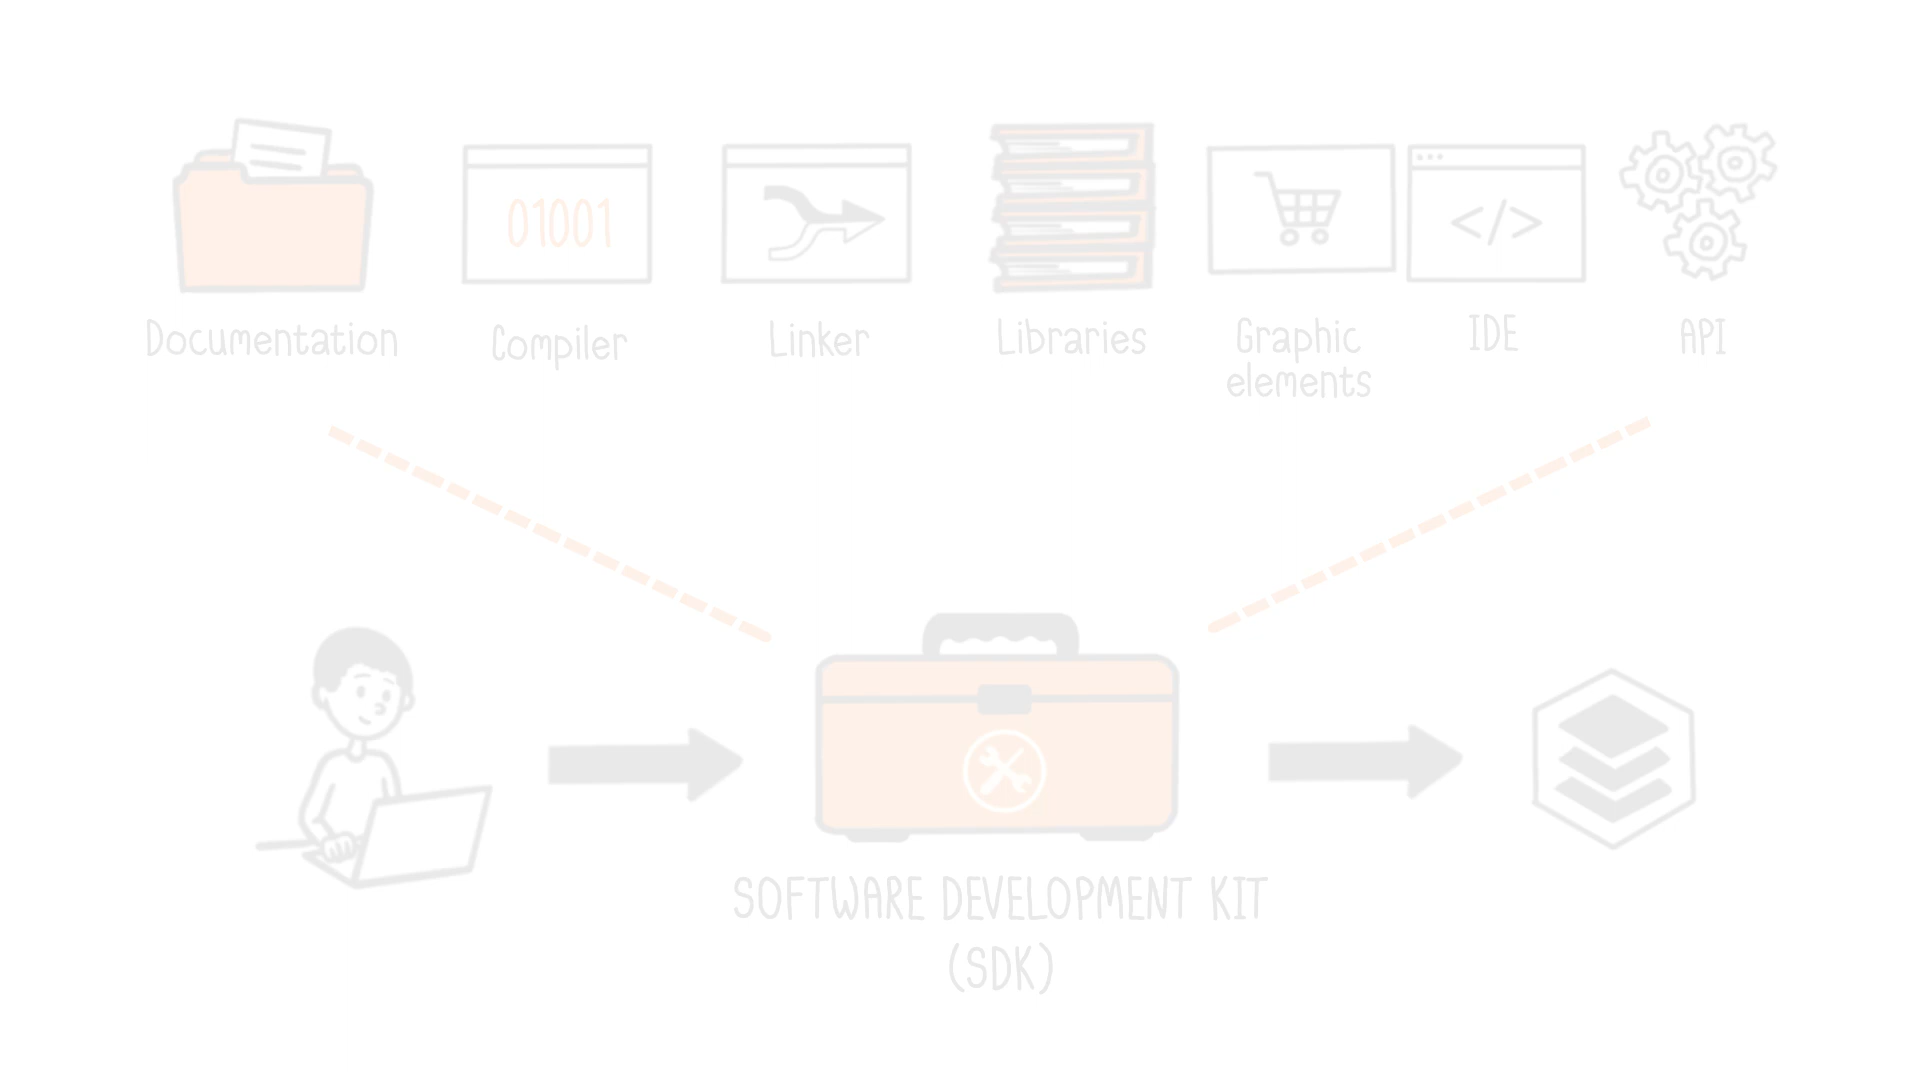 01001
</>
Documentation
Compiler
Linker
Libraries
Graphic
elements
IDE
API
SOFTWARE DEVELOPMENT KIT
(SDK)